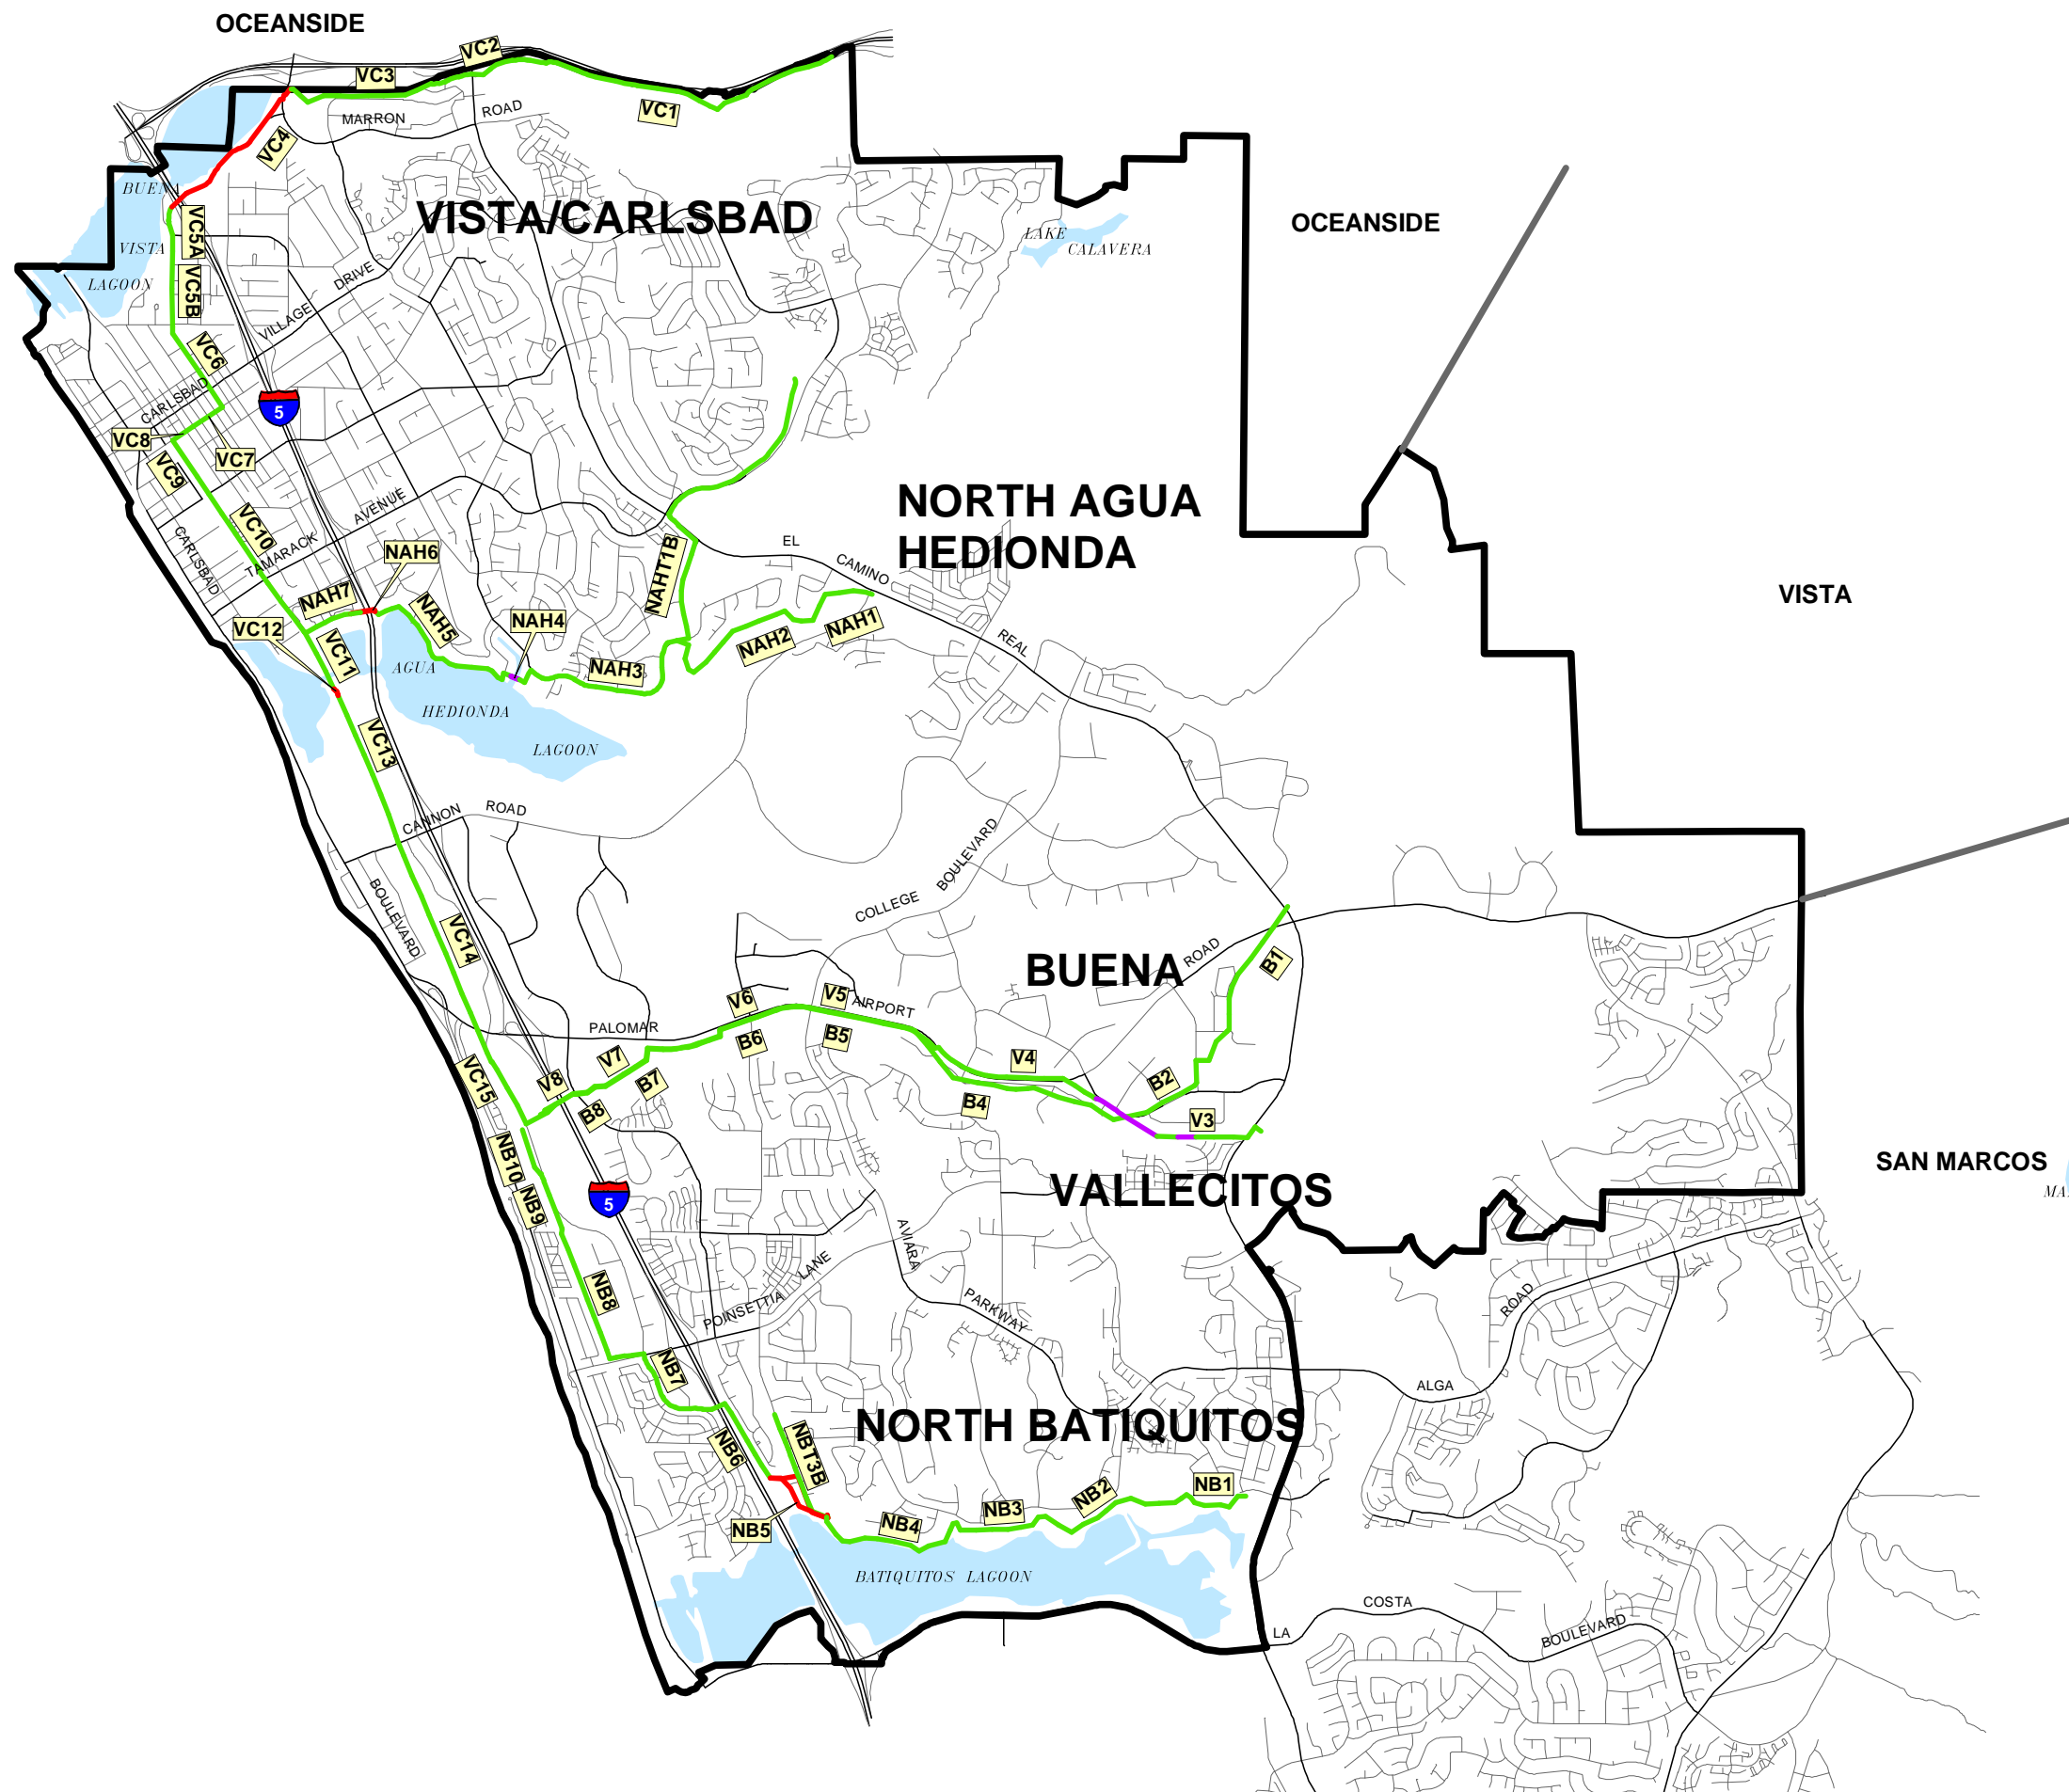 OCEANSIDE
VC2
VC3
VC1
MARRON
ROAD
VC4
BUENA
VISTA
LAGOON
VC5A
VC5B
VISTA/CARLSBAD
LAKE
CALAVERA
OCEANSIDE
DRIVE
VILLAGE
CARLSBAD
VC6
5
VC8
VC7
VC9
VC10
AVENUE
TAMARACK
CARLSBAD
NORTH AGUA
HEDIONDA
EL
CAMINO
REAL
VISTA
NAH6
NAH7
NAH5
NAH4
NAHT1B
NAH1
NAH2
NAH3
VC12
VC11
AGUA
HEDIONDA
LAGOON
VC13
CANNON
ROAD
BOULEVARD
COLLEGE
BOULEVARD
VC14
BUENA
ROAD
B1
V6
V5
AIRPORT
PALOMAR
B6
B5
V7
V4
B7
V8
B2
B4
B8
V3
VC15
NB10
NB9
5
VALLECITOS
SAN MARCOS
MA
AVIARA
LANE
POINSETTIA
PARKWAY
NB8
ROAD
NB7
ALGA
NORTH BATIQUITOS
NB6
NBT3B
NB1
NB2
NB3
NB4
NB5
BATIQUITOS LAGOON
COSTA
LA
BOULEVARD